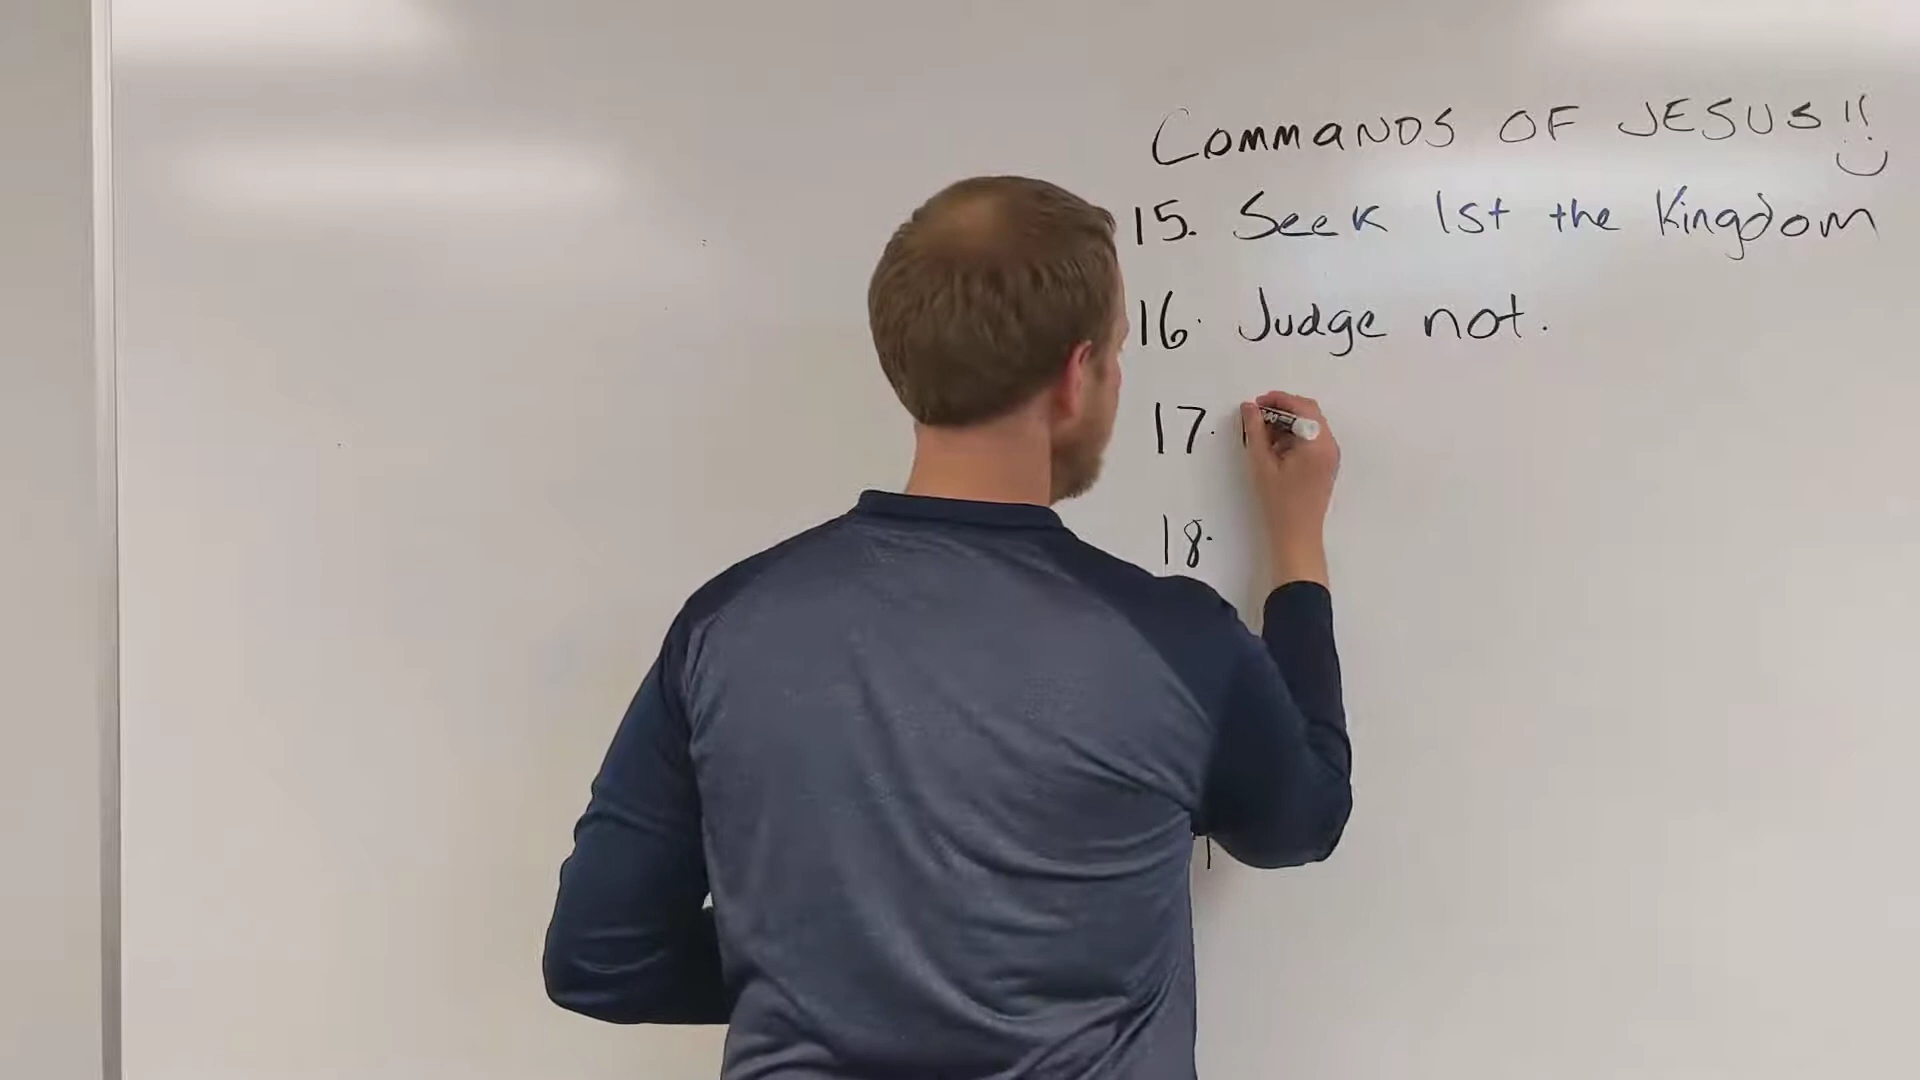 COMMANDS OF JESUS!!
15. Seek 1st the Kingdom
16. Judge not.
17.
18.